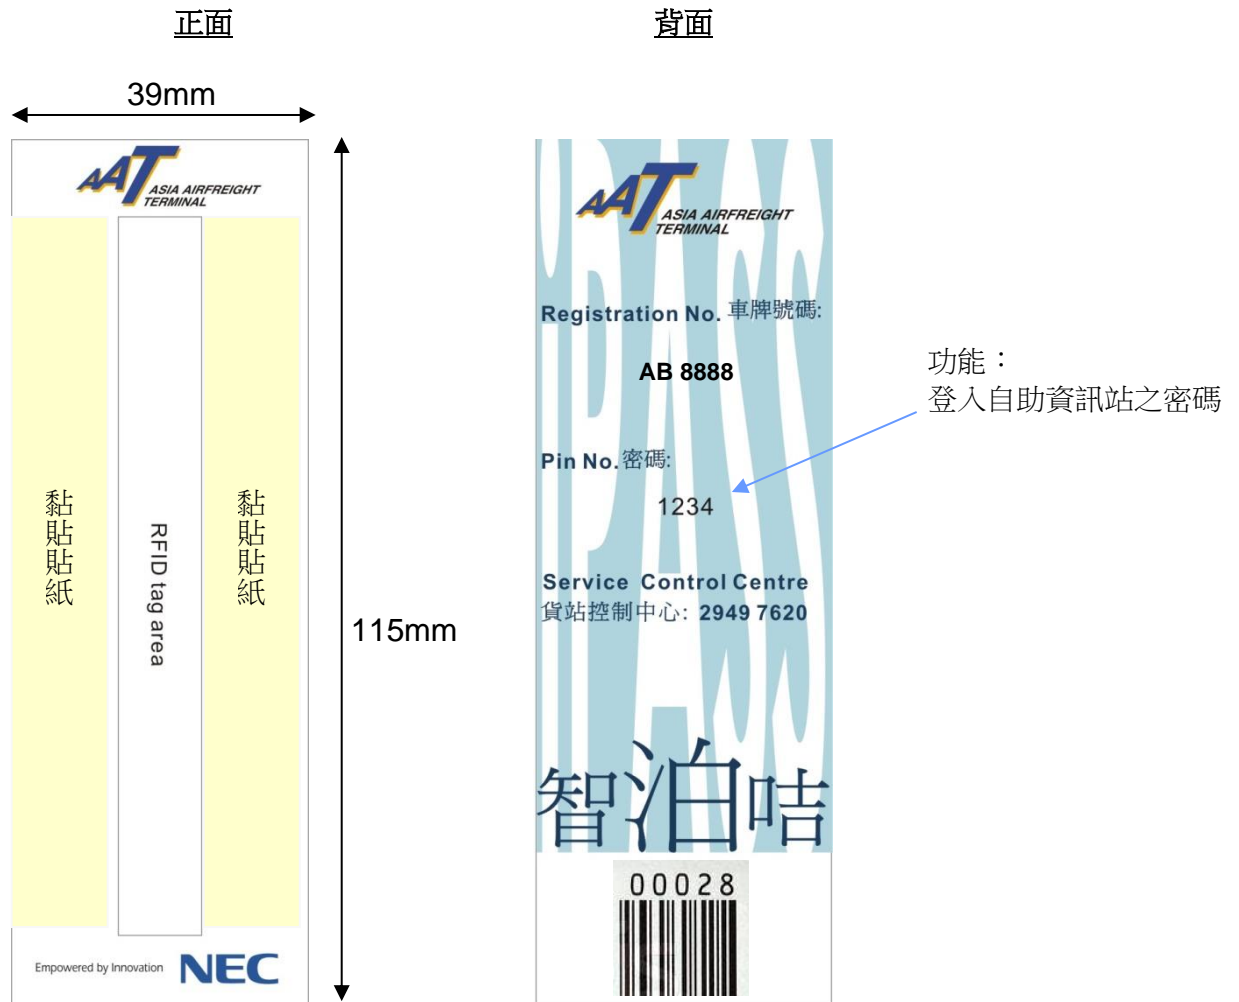 正面
39mm
AAT
ASIA AIRFREIGHT
TERMINAL
黏貼貼紙
RFID tag area
黏貼貼紙
115mm
Empowered by Innovation NEC
背面
iPASS
AAT
ASIA AIRFREIGHT
TERMINAL
Registration No. 車牌號碼:
AB 8888
Pin No. 密碼:
1234
Service Control Centre
貨站控制中心: 2949 7620
智泊咭
00028
功能：
登入自助資訊站之密碼